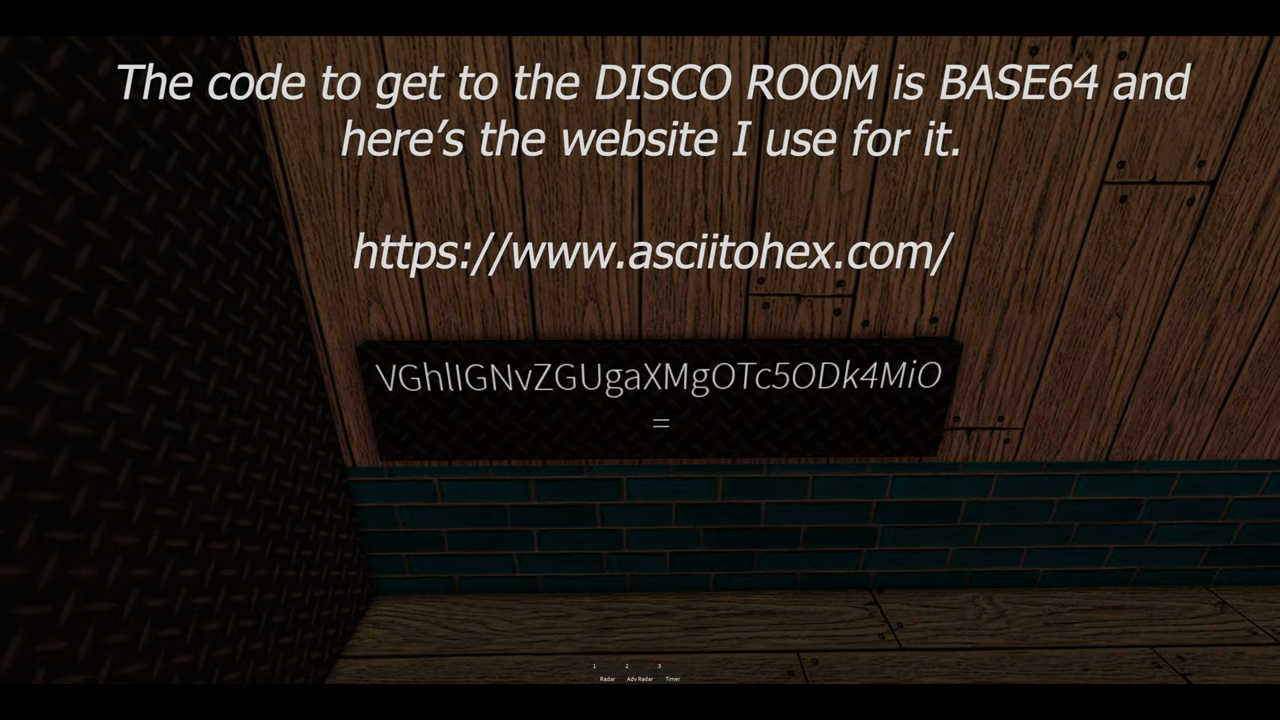 The code to get to the DISCO ROOM is BASE64 and
here’s the website I use for it.
https://www.asciitohex.com/
VGhlIGNvZGUgaXMgOTc5ODk4MiO
=
1 2 3
Radar Adv Radar Timer